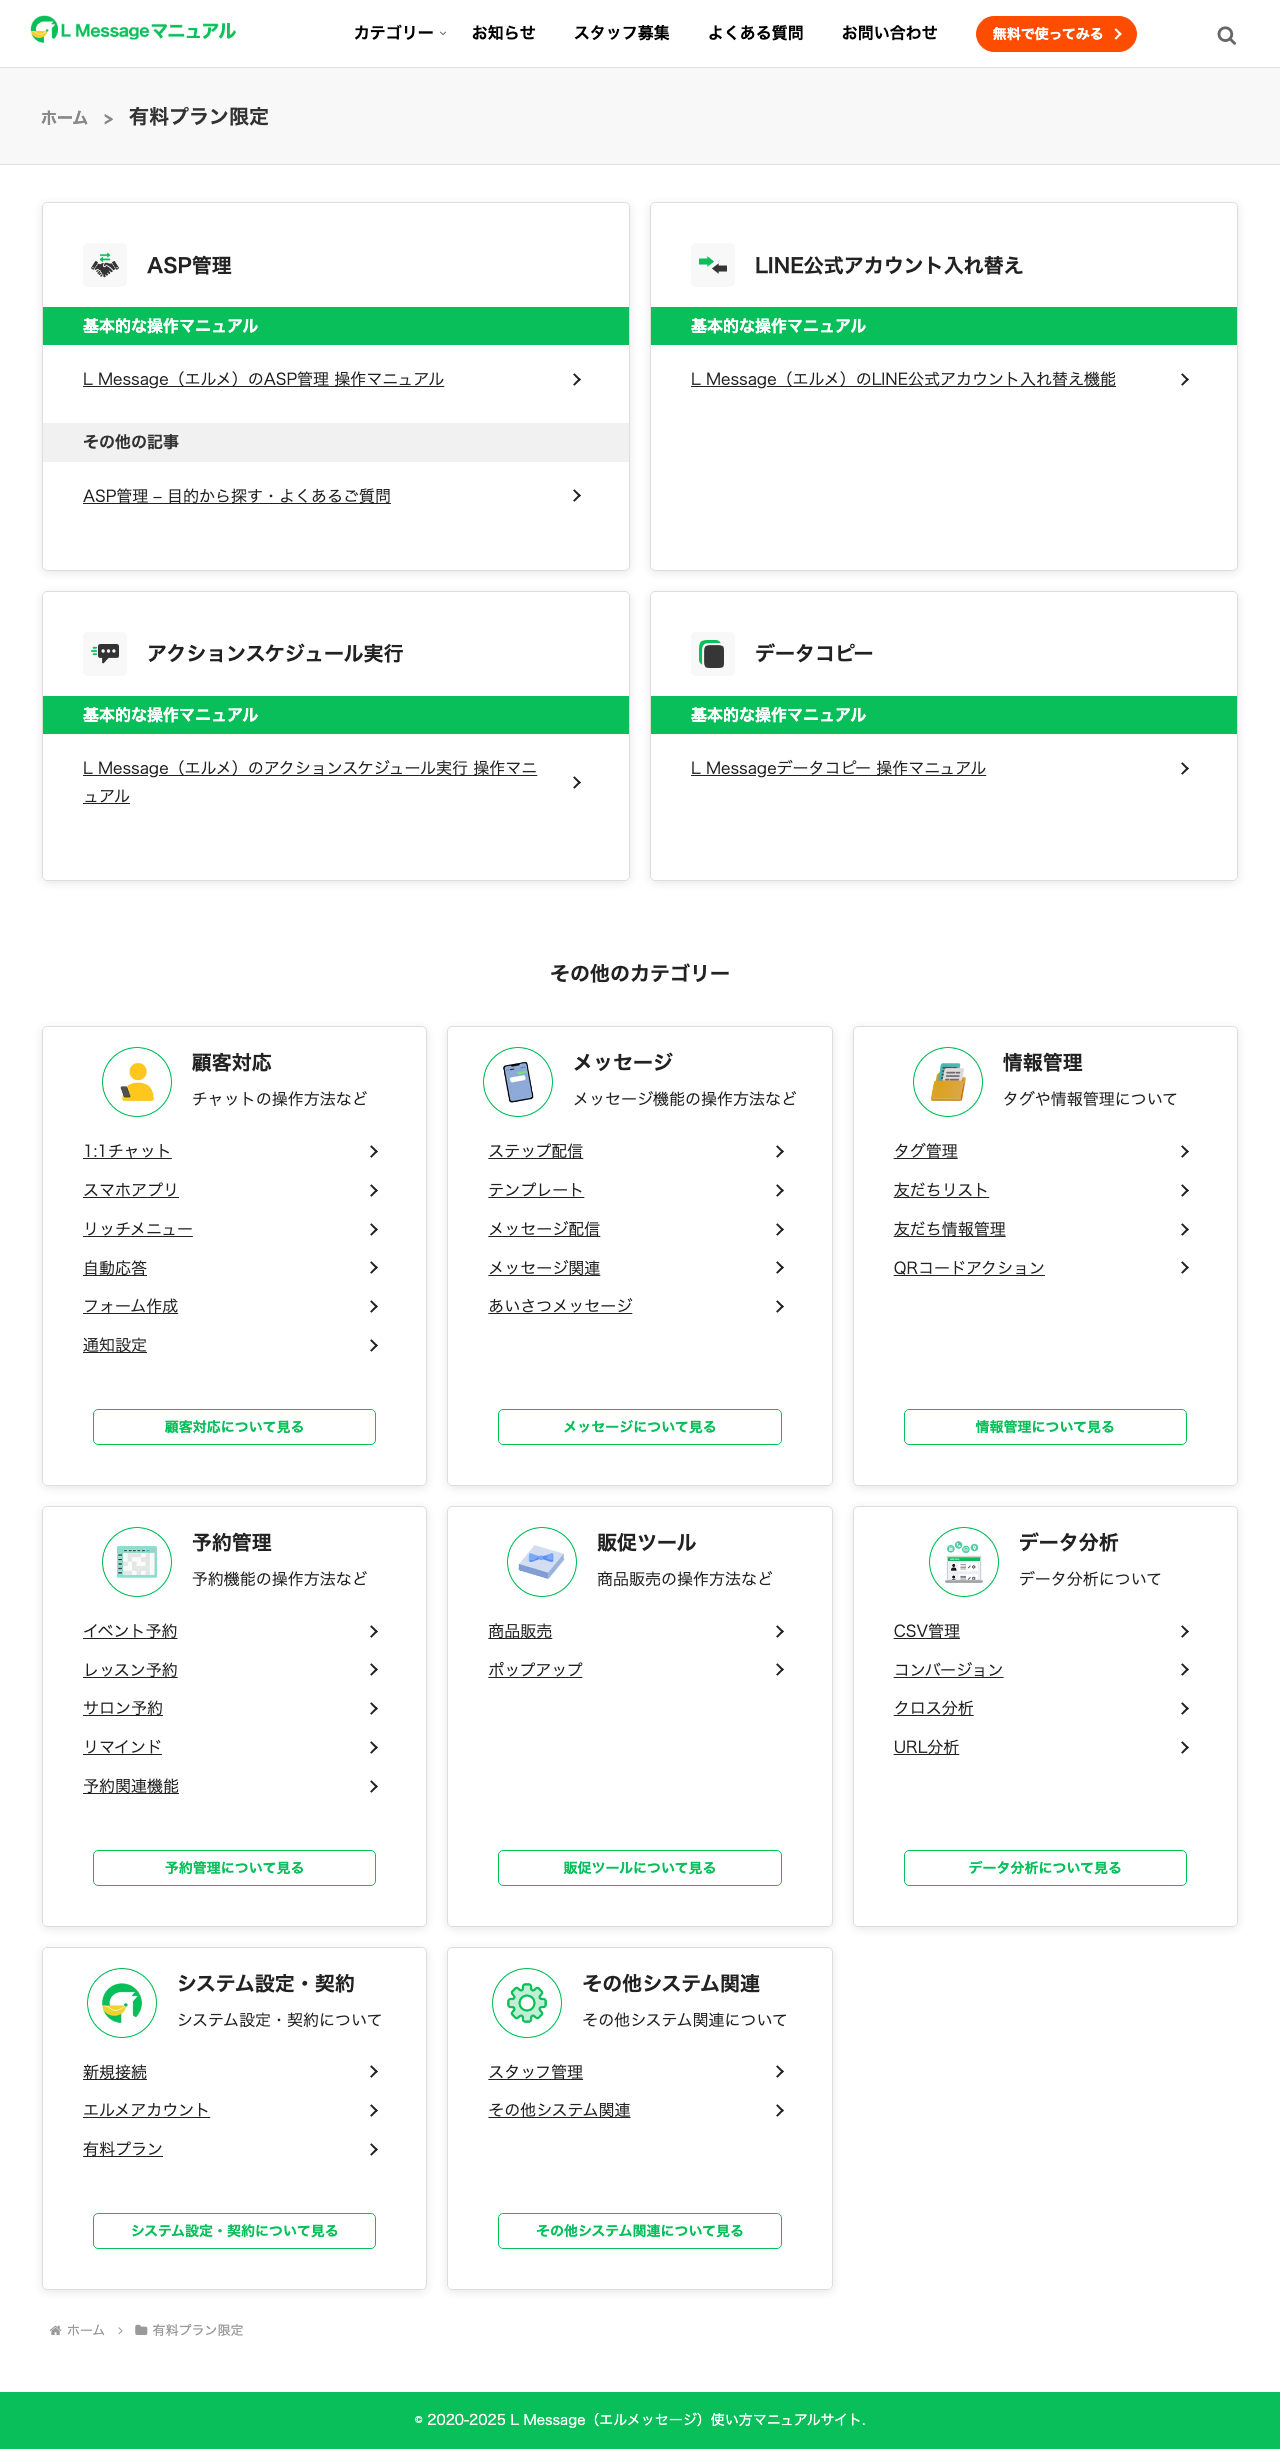 L Messageマニュアル
カテゴリー
お知らせ
スタッフ募集
よくある質問
お問い合わせ
無料で使ってみる
ホーム > 有料プラン限定
ASP管理
基本的な操作マニュアル
L Message（エルメ）のASP管理 操作マニュアル
その他の記事
ASP管理 – 目的から探す・よくあるご質問
LINE公式アカウント入れ替え
基本的な操作マニュアル
L Message（エルメ）のLINE公式アカウント入れ替え機能
アクションスケジュール実行
基本的な操作マニュアル
L Message（エルメ）のアクションスケジュール実行 操作マニ
ュアル
データコピー
基本的な操作マニュアル
L Messageデータコピー 操作マニュアル
その他のカテゴリー
顧客対応
チャットの操作方法など
1:1チャット
スマホアプリ
リッチメニュー
自動応答
フォーム作成
通知設定
顧客対応について見る
メッセージ
メッセージ機能の操作方法など
ステップ配信
テンプレート
メッセージ配信
メッセージ関連
あいさつメッセージ
メッセージについて見る
情報管理
タグや情報管理について
タグ管理
友だちリスト
友だち情報管理
QRコードアクション
情報管理について見る
予約管理
予約機能の操作方法など
イベント予約
レッスン予約
サロン予約
リマインド
予約関連機能
予約管理について見る
販促ツール
商品販売の操作方法など
商品販売
ポップアップ
販促ツールについて見る
データ分析
データ分析について
CSV管理
コンバージョン
クロス分析
URL分析
データ分析について見る
システム設定・契約
システム設定・契約について
新規接続
エルメアカウント
有料プラン
システム設定・契約について見る
その他システム関連
その他システム関連について
スタッフ管理
その他システム関連
その他システム関連について見る
ホーム > 有料プラン限定
© 2020-2025 L Message（エルメッセージ）使い方マニュアルサイト.